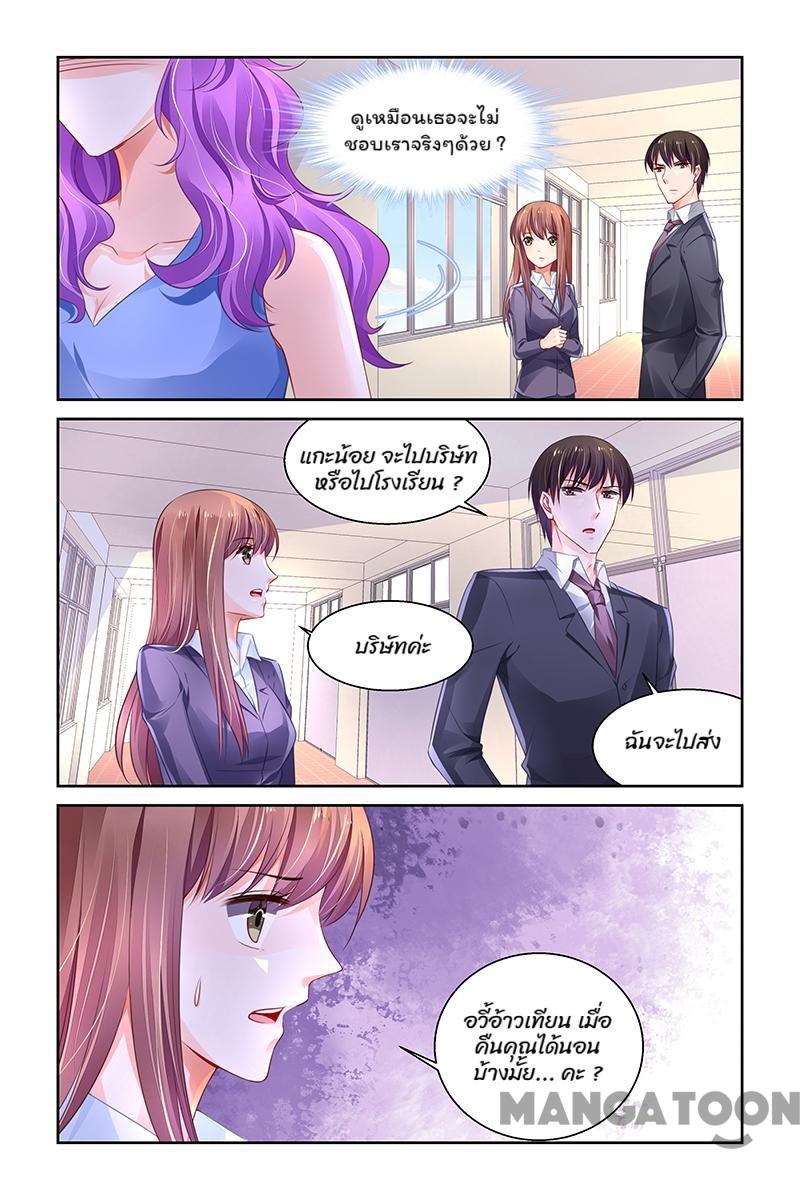 ดูเหมือนเธอจะไม่
ชอบเราจริงๆด้วย ?
แกะน้อย จะไปบริษัท
หรือไปโรงเรียน ?
บริษัทค่ะ
ฉันจะไปส่ง
อวี้อ้าวเทียน เมื่อ
คืนคุณได้นอน
บ้างมั้ย... คะ ?
MANGATOON